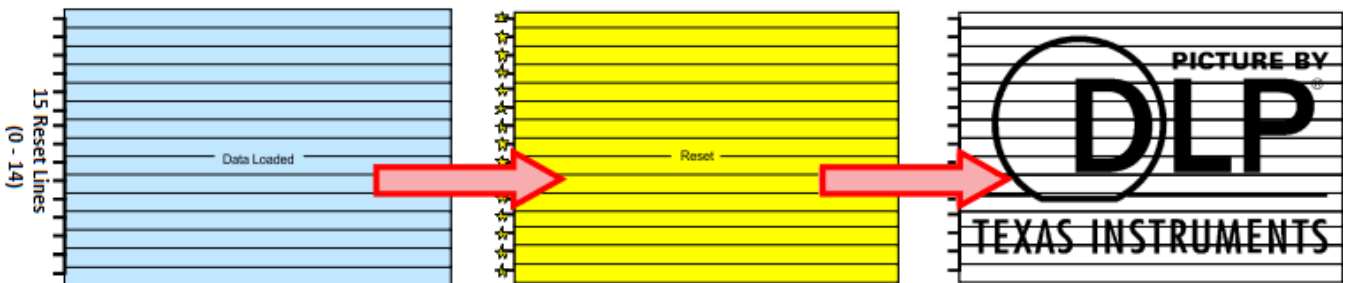 15 Reset Lines
(0 - 14)
Data Loaded
Reset
PICTURE BY
DLP®
TEXAS INSTRUMENTS